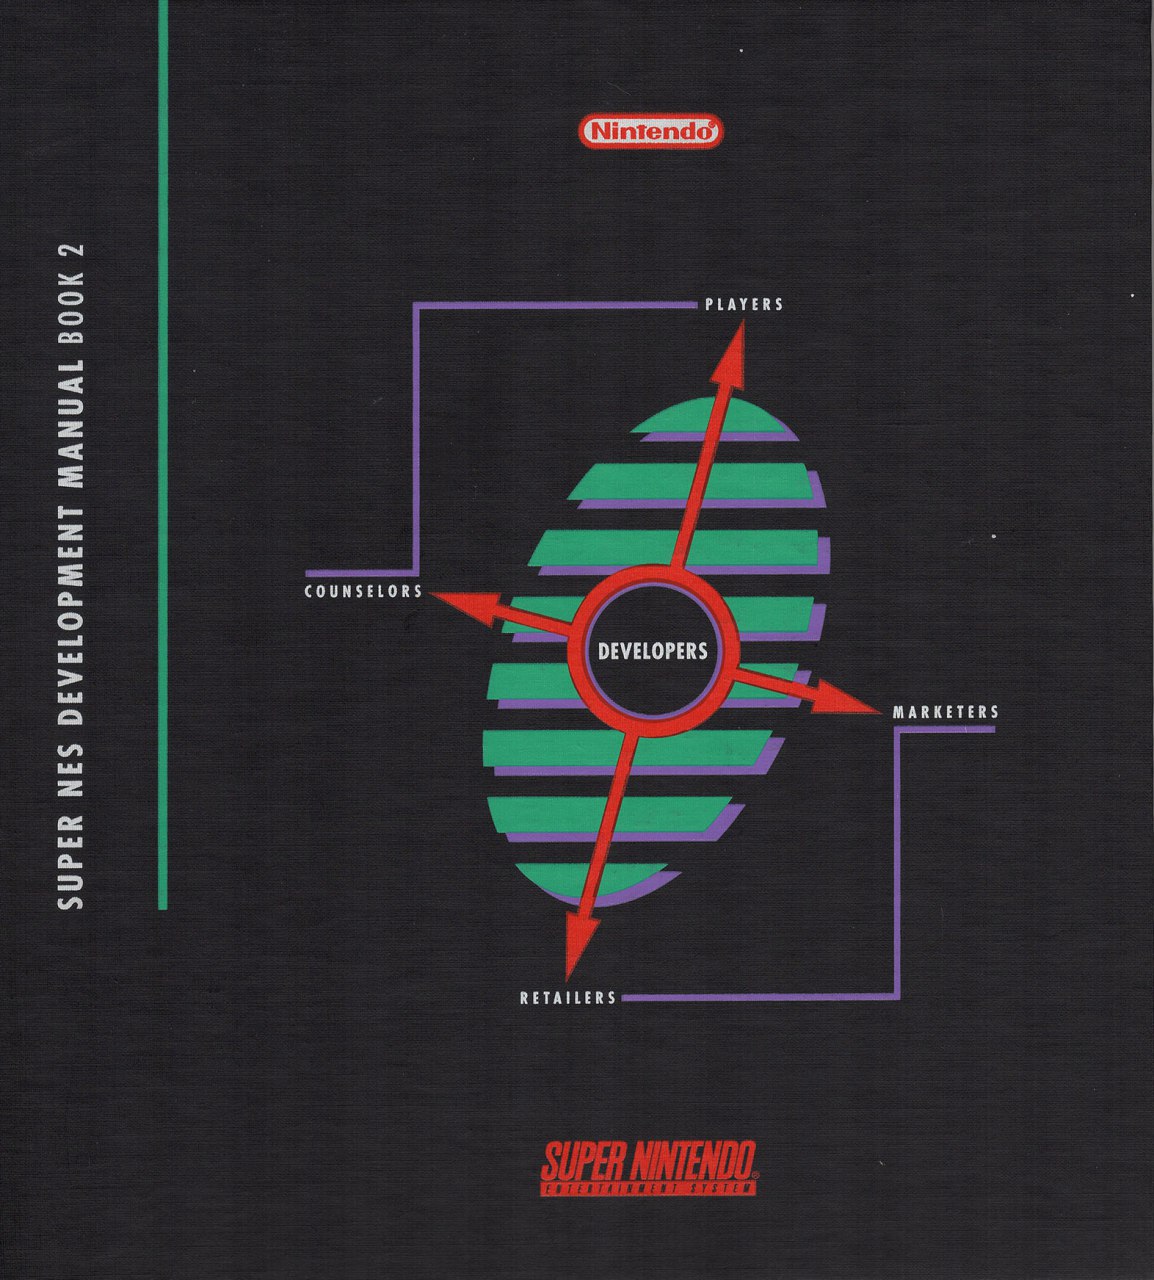 SUPER NES DEVELOPMENT MANUAL BOOK 2
Nintendo®
PLAYERS
COUNSELORS
DEVELOPERS
MARKETERS
RETAILERS
SUPER NINTENDO®
ENTERTAINMENT SYSTEM